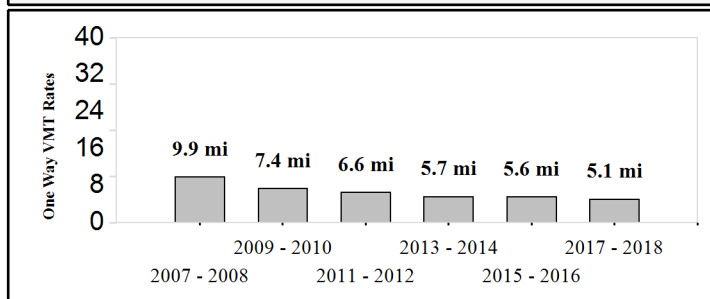 One Way VMT Rates
40
32
24
16
8
0
9.9 mi
7.4 mi
6.6 mi
5.7 mi
5.6 mi
5.1 mi
2009 - 2010
2013 - 2014
2017 - 2018
2007 - 2008
2011 - 2012
2015 - 2016